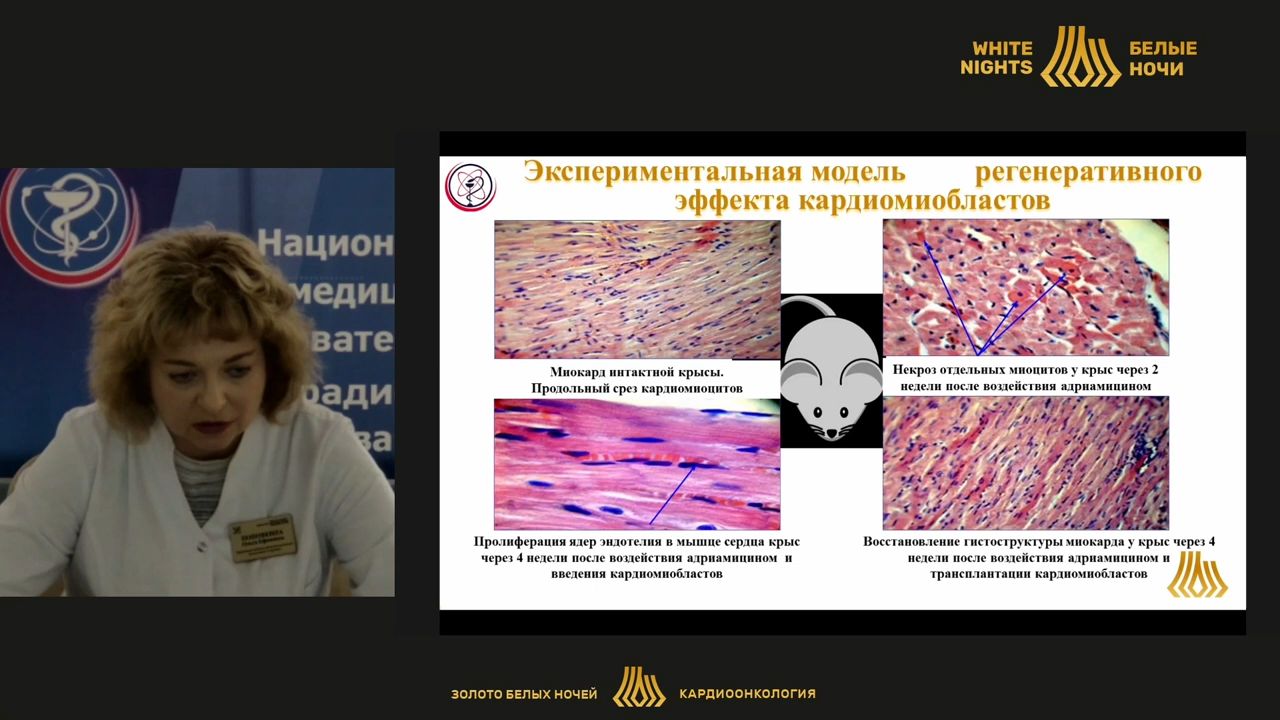 WHITE
NIGHTS
БЕЛЫЕ
НОЧИ
Национ
медиц
вате
ради
ва
Экспериментальная модель регенеративного
эффекта кардиомиобластов
Миокард интактной крысы.
Продольный срез кардиомиоцитов
Некроз отдельных миоцитов у крыс через 2
недели после воздействия адриамицином
Пролиферация ядер эндотелия в мышце сердца крыс
через 4 недели после воздействия адриамицином и
введения кардиомиобластов
Восстановление гистоструктуры миокарда у крыс через 4
недели после воздействия адриамицином и
трансплантации кардиомиобластов
ЗОЛОТО БЕЛЫХ НОЧЕЙ
КАРДИООНКОЛОГИЯ